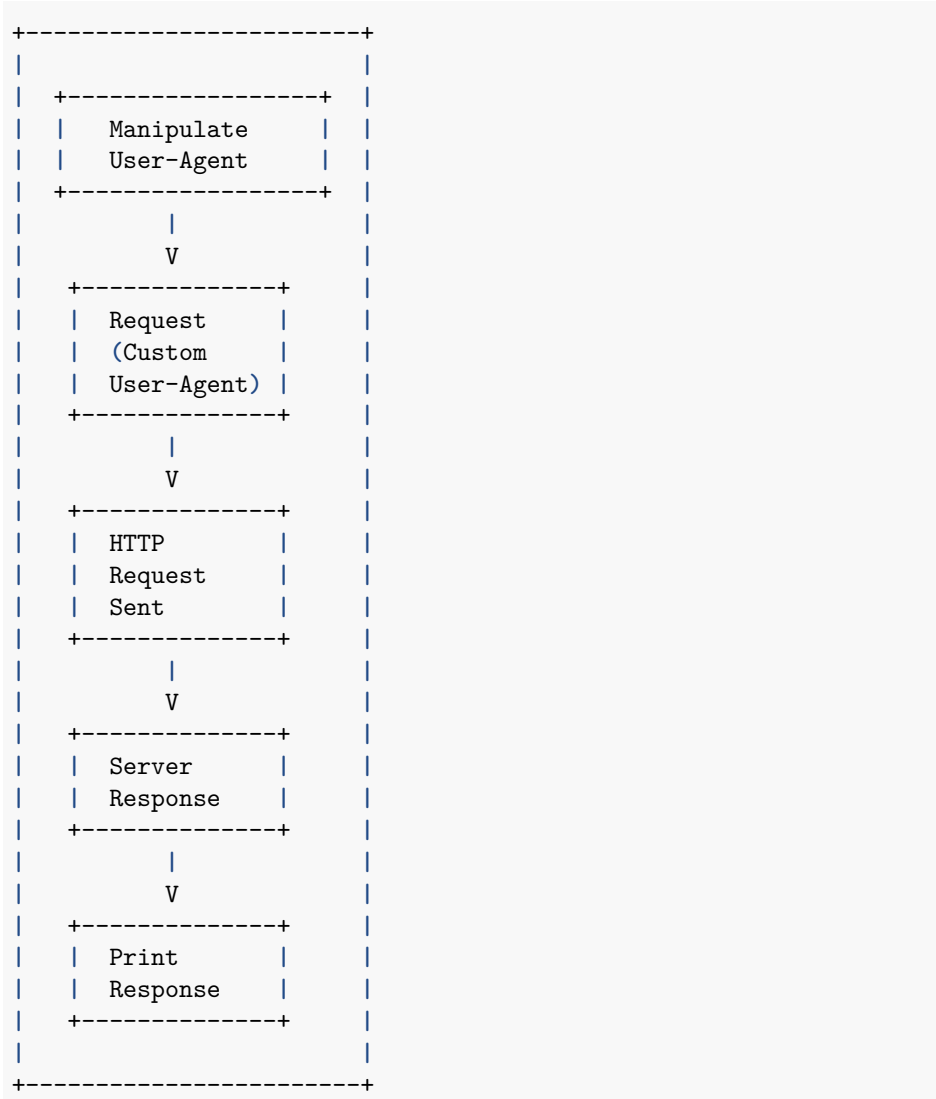 +------------------------+
|                        |
|  +------------------+  |
|  |   Manipulate     |  |
|  |   User-Agent     |  |
|  +------------------+  |
|          |             |
|          V             |
|   +--------------+     |
|   |  Request     |     |
|   |  (Custom     |     |
|   |  User-Agent) |     |
|   +--------------+     |
|          |             |
|          V             |
|   +--------------+     |
|   |  HTTP        |     |
|   |  Request     |     |
|   |  Sent        |     |
|   +--------------+     |
|          |             |
|          V             |
|   +--------------+     |
|   |  Server      |     |
|   |  Response    |     |
|   +--------------+     |
|          |             |
|          V             |
|   +--------------+     |
|   |  Print       |     |
|   |  Response    |     |
|   +--------------+     |
|                        |
+------------------------+